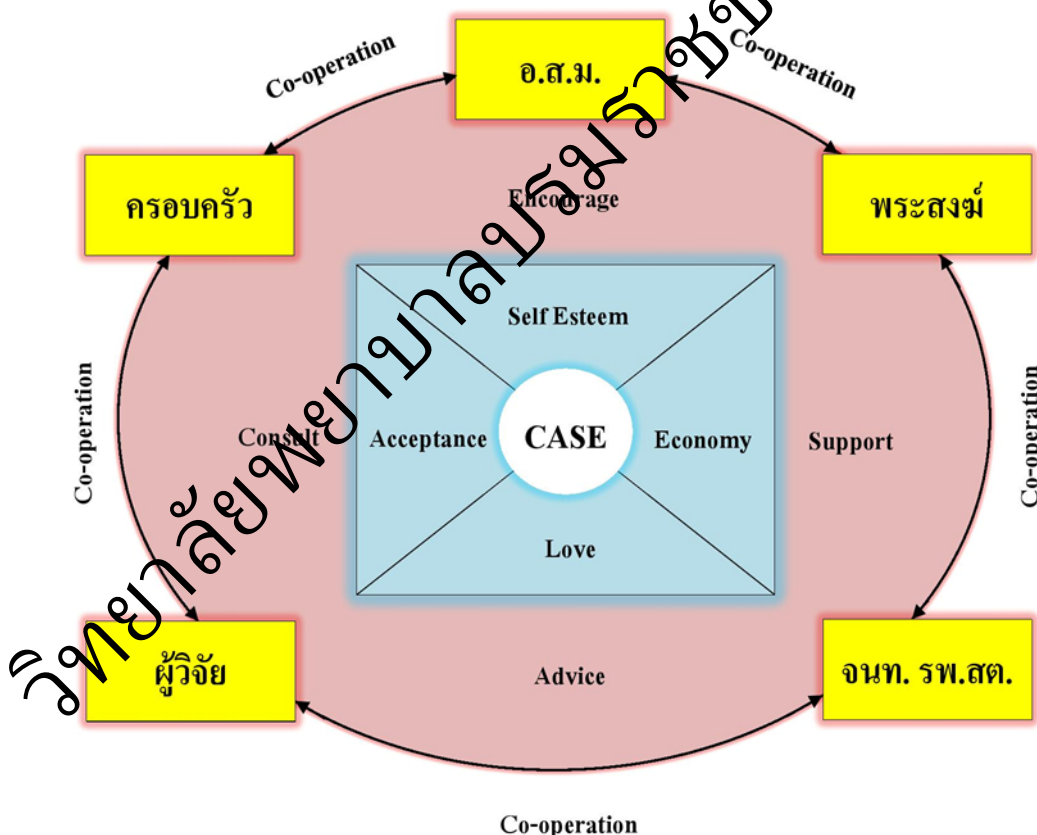 Co-operation
อ.ส.ม.
Co-operation
ครอบครัว
พระสงฆ์
Encourage
Self Esteem
Co-operation
Consult
Acceptance
CASE
Economy
Support
Co-operation
Love
ผู้วิจัย
Advice
จนท. รพ.สต.
Co-operation
วิทยาลัยพยาบาลบรมราชช